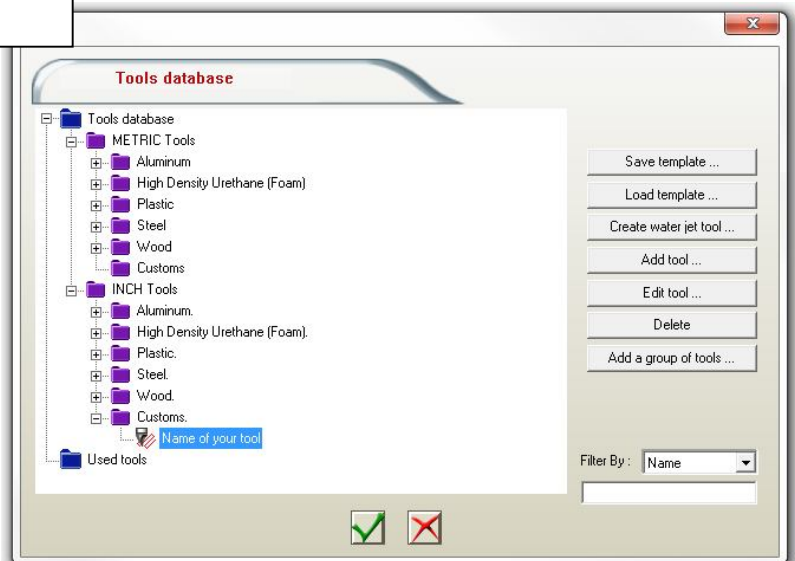 Tools database
Tools database
METRIC Tools
Aluminum
High Density Urethane (Foam)
Plastic
Steel
Wood
Customs
INCH Tools
Aluminum.
High Density Urethane (Foam).
Plastic.
Steel.
Wood.
Customs.
Name of your tool
Used tools
Save template ...
Load template ...
Create water jet tool ...
Add tool ...
Edit tool ...
Delete
Add a group of tools ...
Filter By : Name